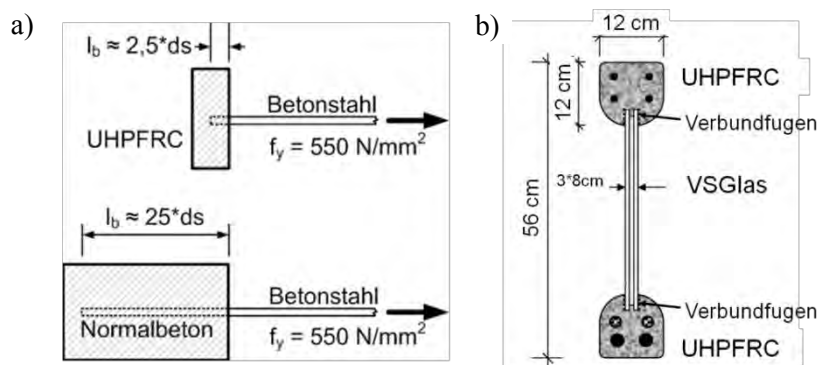 a)
l_b ≈ 2,5*ds
UHPFRC
Betonstahl
f_y = 550 N/mm²
l_b ≈ 25*ds
Normalbeton
Betonstahl
f_y = 550 N/mm²
b)
12 cm
12 cm
UHPFRC
Verbundfugen
3*8cm
VSGlas
56 cm
Verbundfugen
UHPFRC